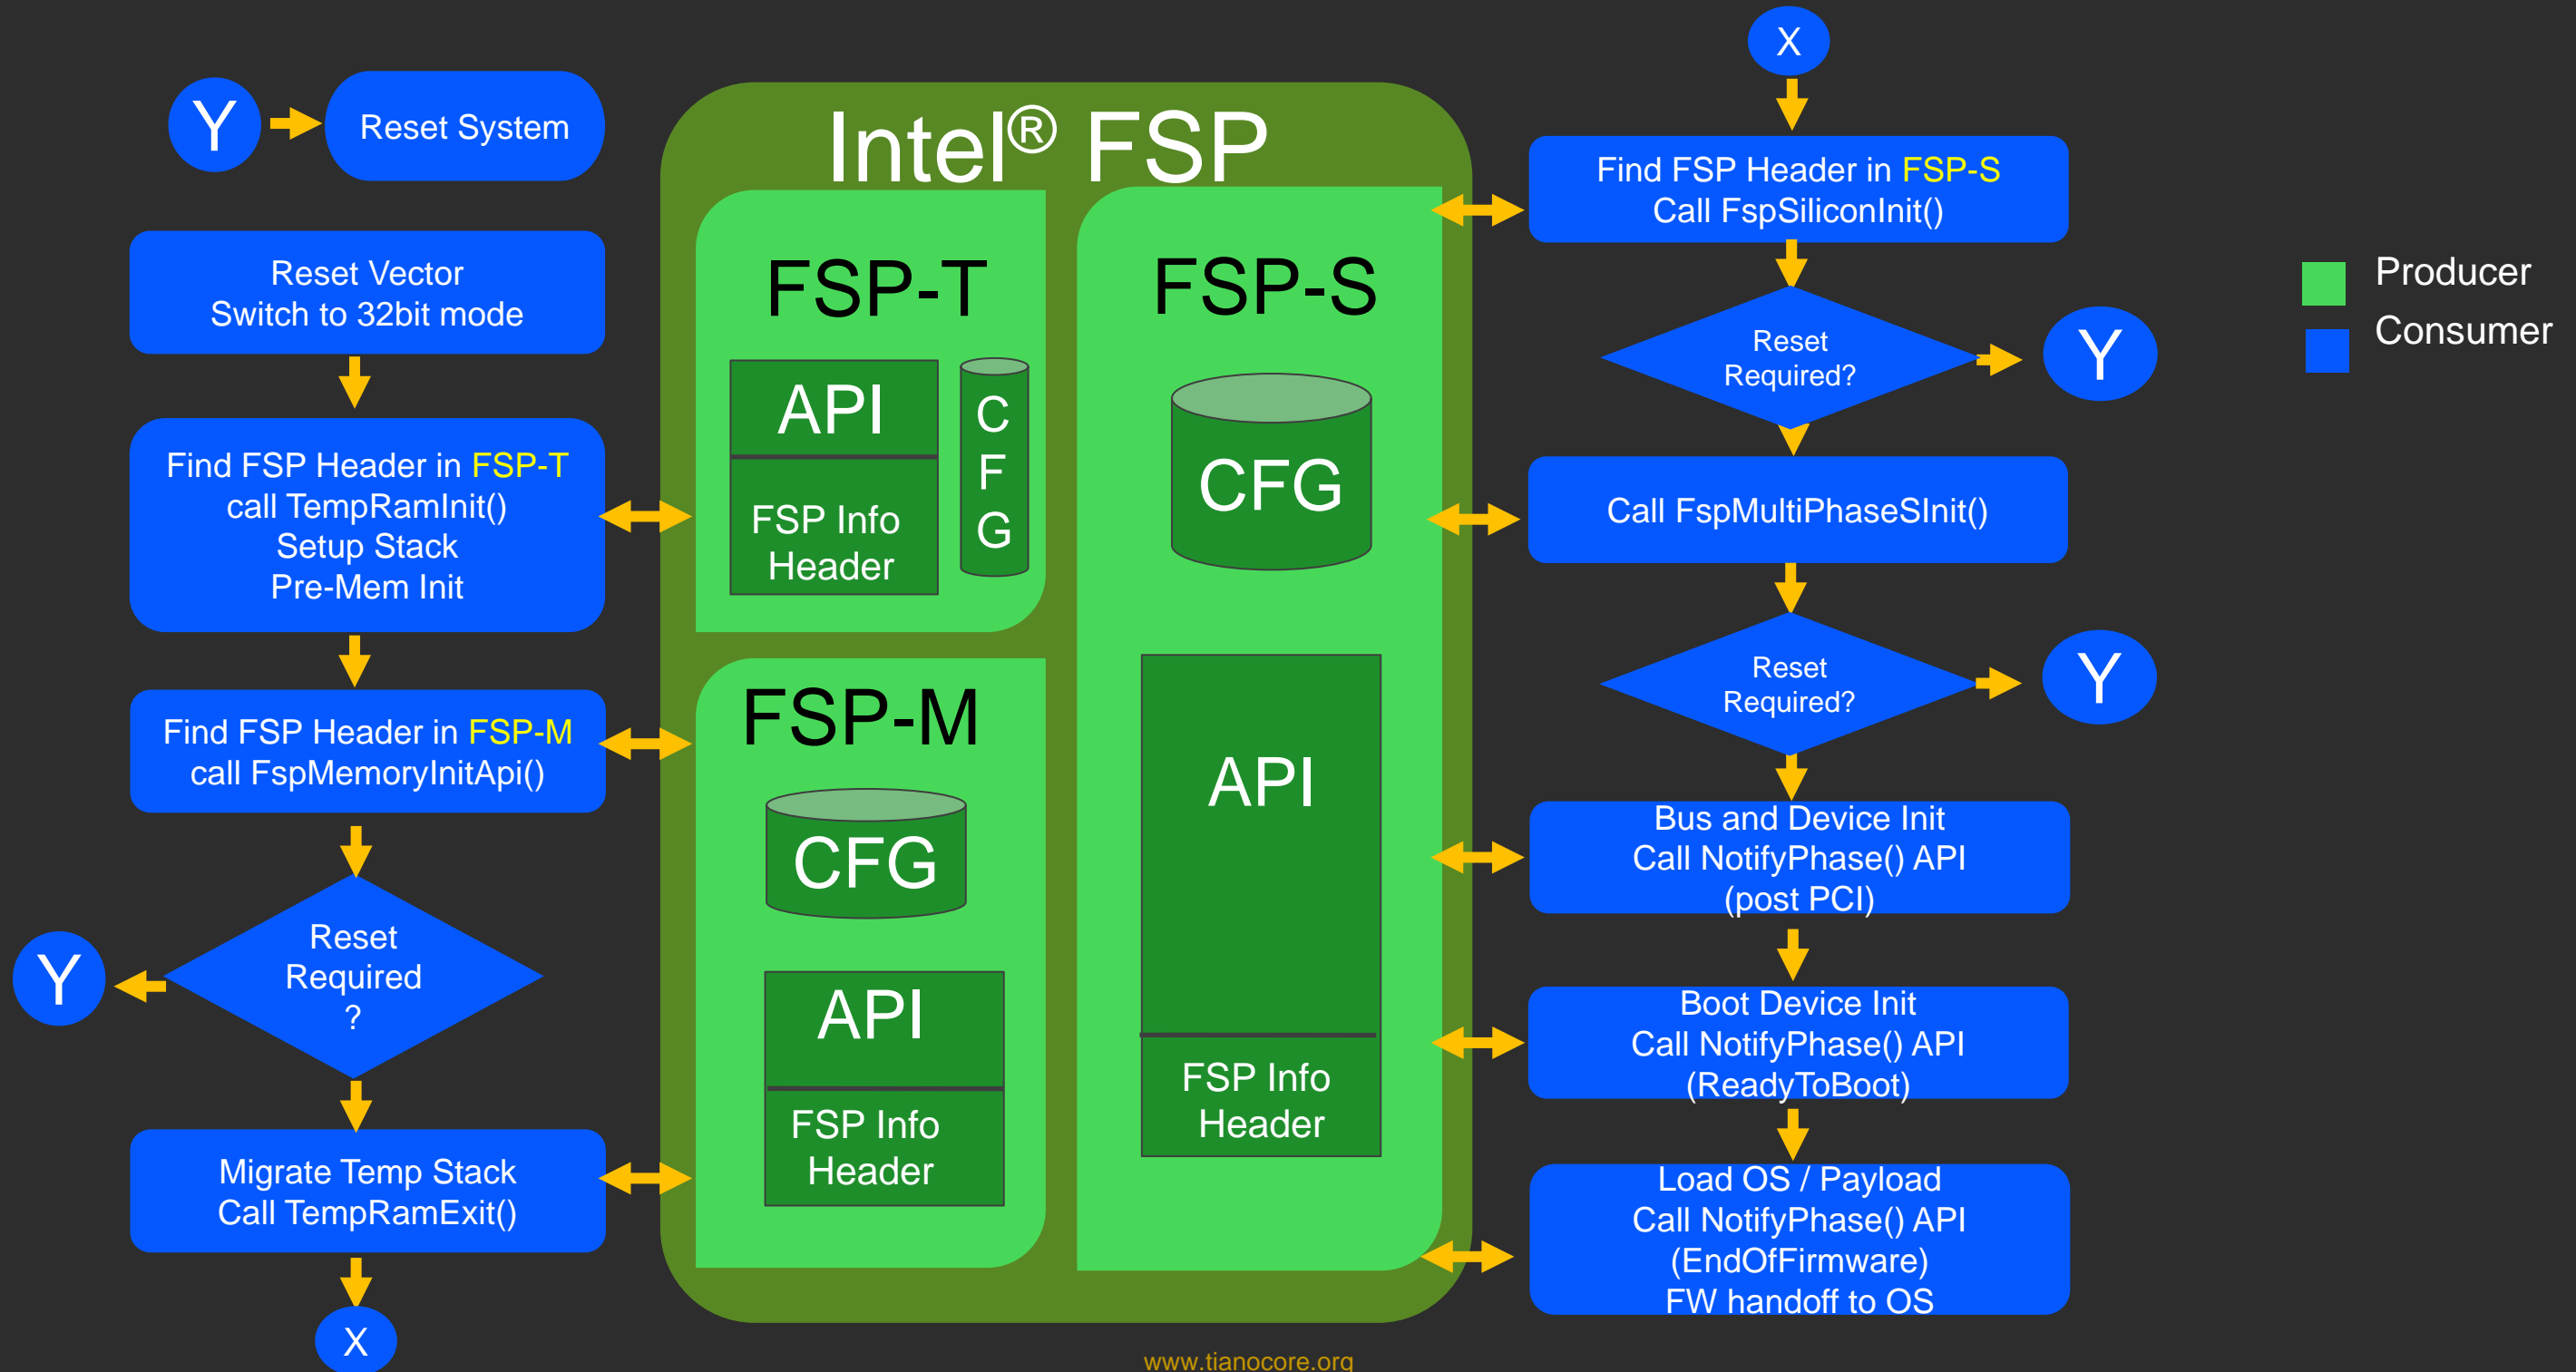 Y
Reset System
Reset Vector
Switch to 32bit mode
Find FSP Header in FSP-T
call TempRamInit()
Setup Stack
Pre-Mem Init
Find FSP Header in FSP-M
call FspMemoryInitApi()
Reset
Required
?
Y
Migrate Temp Stack
Call TempRamExit()
X
Intel® FSP
FSP-T
API
FSP Info
Header
C
F
G
FSP-M
CFG
API
FSP Info
Header
FSP-S
CFG
API
FSP Info
Header
X
Find FSP Header in FSP-S
Call FspSiliconInit()
Reset
Required?
Y
Call FspMultiPhaseSInit()
Reset
Required?
Y
Bus and Device Init
Call NotifyPhase() API
(post PCI)
Boot Device Init
Call NotifyPhase() API
(ReadyToBoot)
Load OS / Payload
Call NotifyPhase() API
(EndOfFirmware)
FW handoff to OS
Producer
Consumer
www.tianocore.org